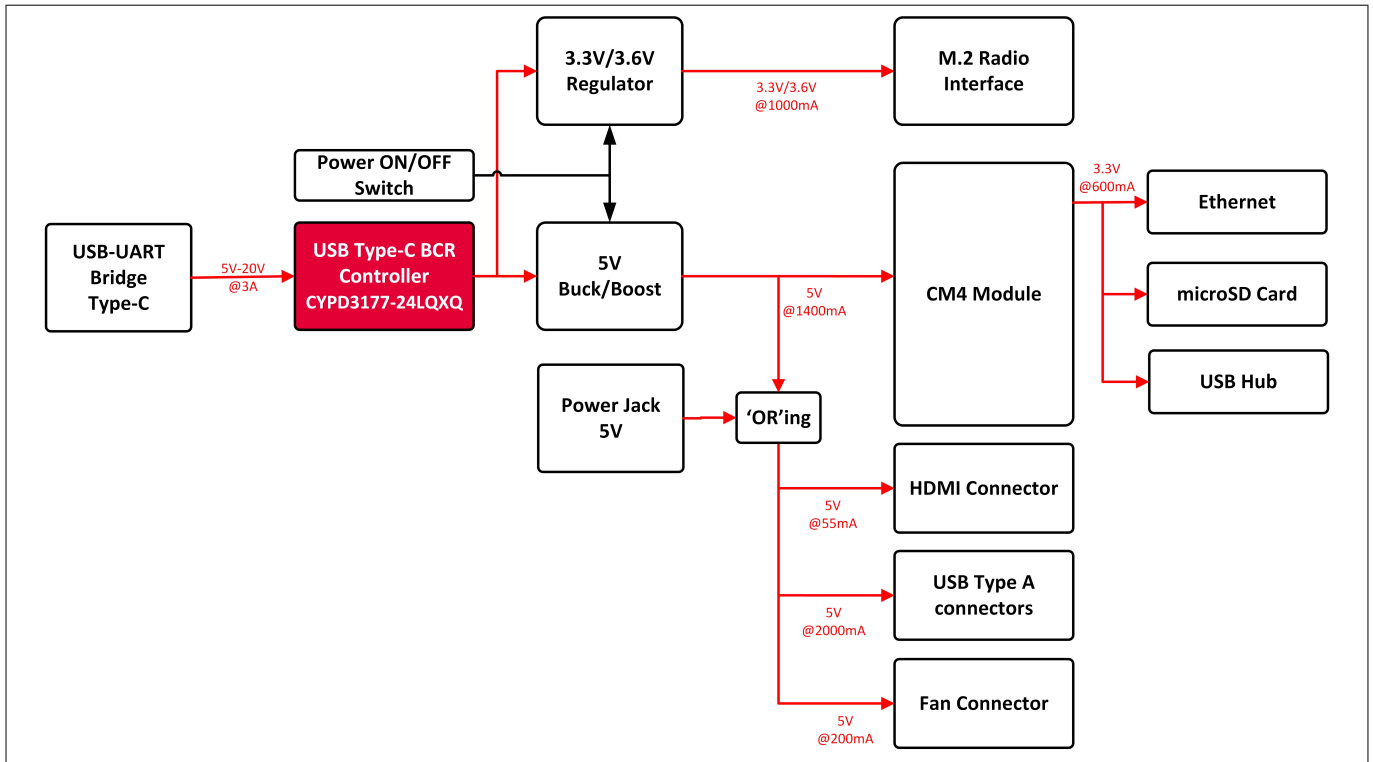 3.3V/3.6V
Regulator
3.3V/3.6V
@1000mA
M.2 Radio
Interface
Power ON/OFF
Switch
USB-UART
Bridge
Type-C
5V-20V
@3A
USB Type-C BCR
Controller
CYPD3177-24LQXQ
5V
Buck/Boost
5V
@1400mA
CM4 Module
3.3V
@600mA
Ethernet
microSD Card
USB Hub
Power Jack
5V
‘OR’ing
5V
@55mA
HDMI Connector
5V
@2000mA
USB Type A
connectors
5V
@200mA
Fan Connector